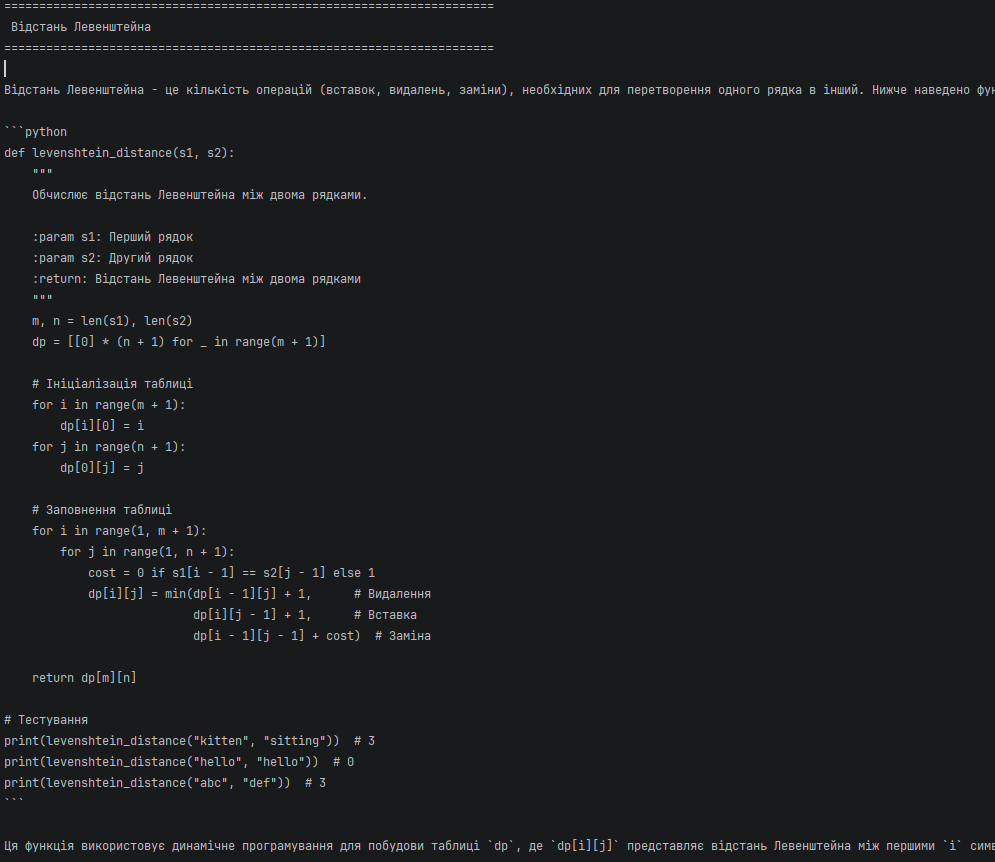 ======================================================================
 Відстань Левенштейна
======================================================================
Відстань Левенштейна - це кількість операцій (вставок, видалень, заміни), необхідних для перетворення одного рядка в інший. Нижче наведено
```python
def levenshtein_distance(s1, s2):
    """
    Обчислює відстань Левенштейна між двома рядками.
    :param s1: Перший рядок
    :param s2: Другий рядок
    :return: Відстань Левенштейна між двома рядками
    """
    m, n = len(s1), len(s2)
    dp = [[0] * (n + 1) for _ in range(m + 1)]
    # Ініціалізація таблиці
    for i in range(m + 1):
        dp[i][0] = i
    for j in range(n + 1):
        dp[0][j] = j
    # Заповнення таблиці
    for i in range(1, m + 1):
        for j in range(1, n + 1):
            cost = 0 if s1[i - 1] == s2[j - 1] else 1
            dp[i][j] = min(dp[i - 1][j] + 1,      # Видалення
                           dp[i][j - 1] + 1,      # Вставка
                           dp[i - 1][j - 1] + cost)  # Заміна
    return dp[m][n]
# Тестування
print(levenshtein_distance("kitten", "sitting"))  # 3
print(levenshtein_distance("hello", "hello"))  # 0
print(levenshtein_distance("abc", "def"))  # 3
```
Ця функція використовує динамічне програмування для побудови таблиці `dp`, де `dp[i][j]` представляє відстань Левенштейна між першими `i`